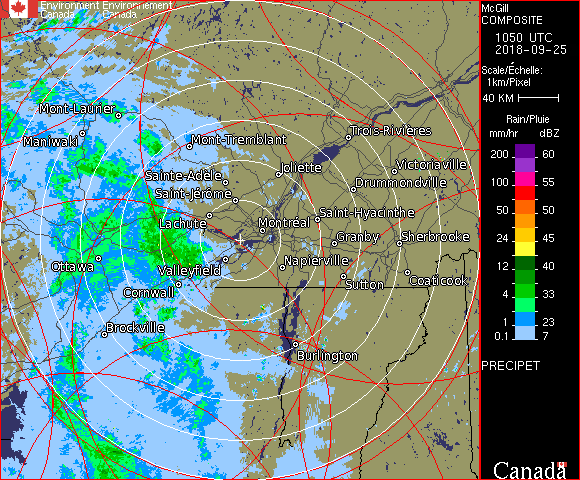 Environment Environnement
Canada Canada
McGill
COMPOSITE
1050 UTC
2018-09-25
Scale/Échelle:
1km/Pixel
40 KM
Rain/Pluie
mm/hr dBZ
200 60
100 55
50 50
24 45
12 40
4 33
1 23
0.1 7
PRECIPET
Canada
Mont-Laurier
Maniwaki
Mont-Tremblant
Trois-Rivières
Sainte-Adèle
Joliette
Victoriaville
Saint-Jérôme
Drummondville
Lachute
Montréal
Saint-Hyacinthe
Granby
Sherbrooke
Ottawa
Valleyfield
Napierville
Cornwall
Sutton
Coaticook
Brockville
Burlington